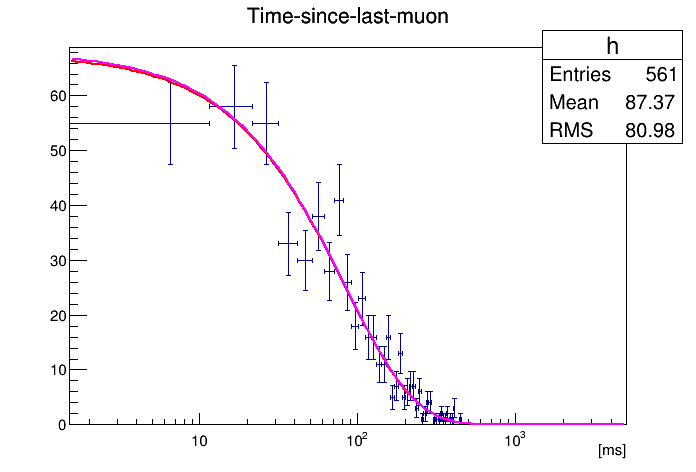 Time-since-last-muon
h
Entries 561
Mean 87.37
RMS 80.98
60
50
40
30
20
10
0
10 10² 10³
[ms]